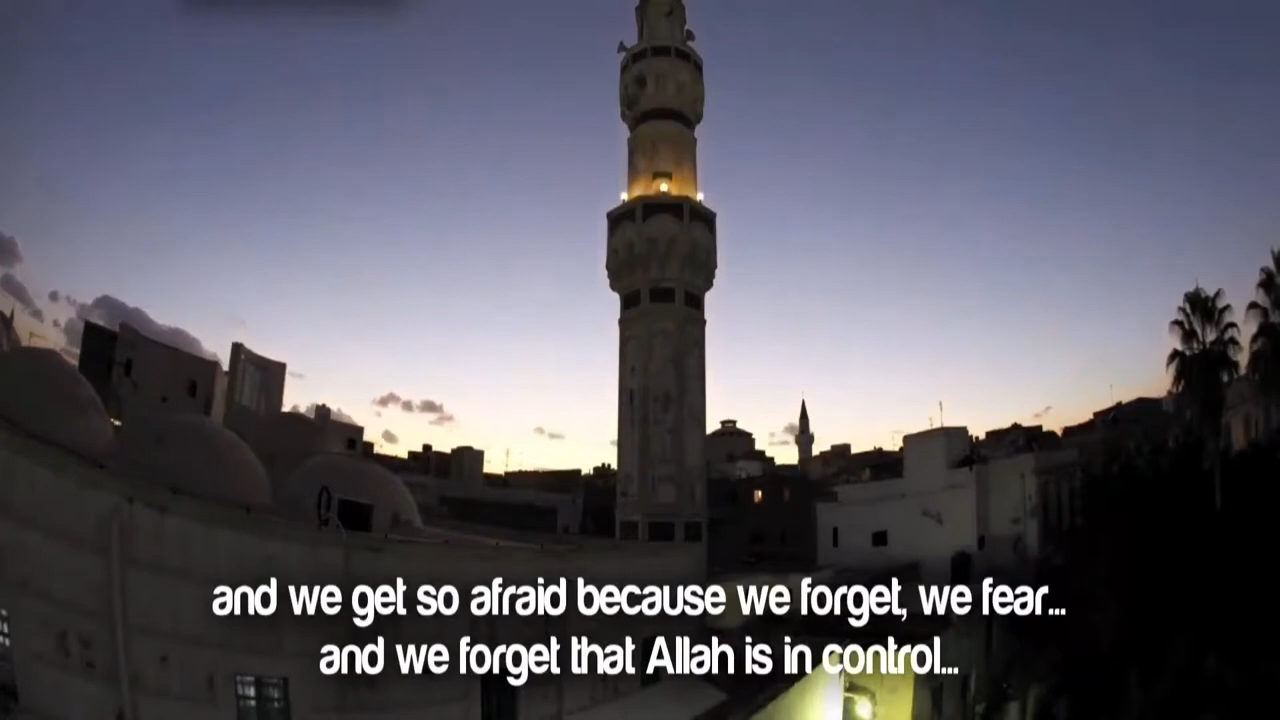 and we get so afraid because we forget, we fear...
and we forget that Allah is in control...